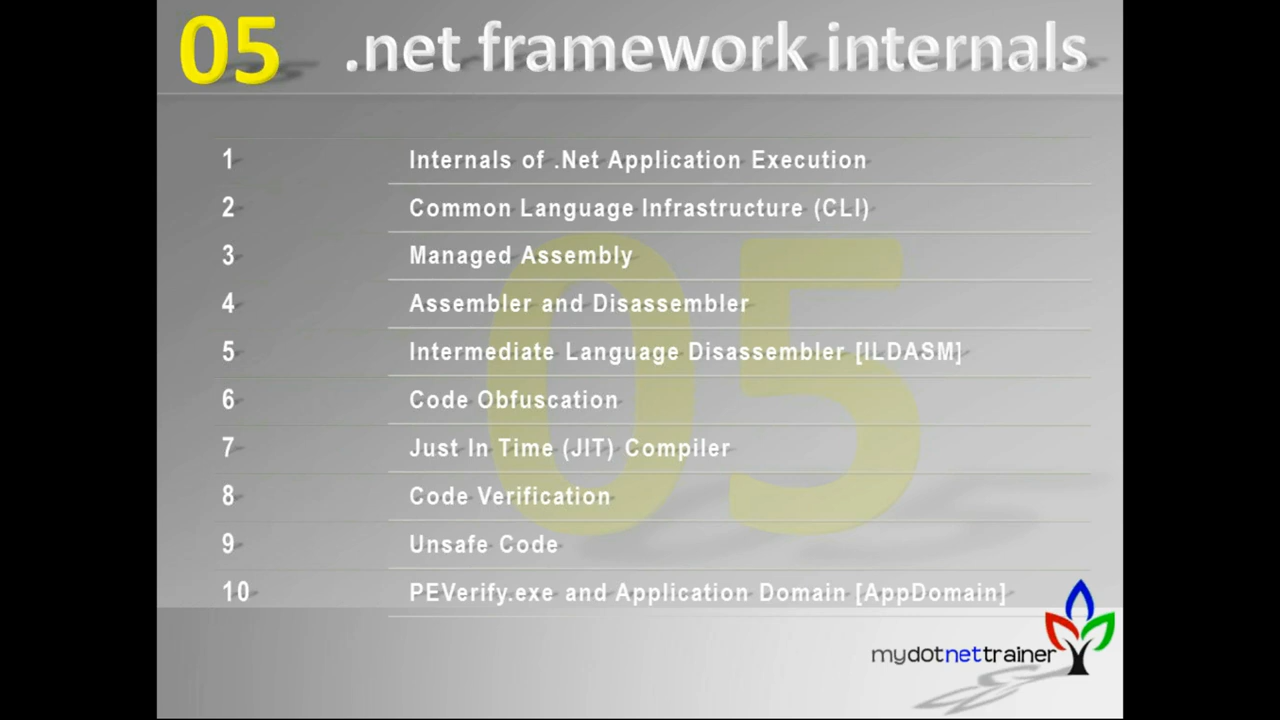 05 .net framework internals
1 Internals of .Net Application Execution
2 Common Language Infrastructure (CLI)
3 Managed Assembly
4 Assembler and Disassembler
5 Intermediate Language Disassembler [ILDASM]
6 Code Obfuscation
7 Just In Time (JIT) Compiler
8 Code Verification
9 Unsafe Code
10 PEVerify.exe and Application Domain [AppDomain]
05
mydotnettrainer